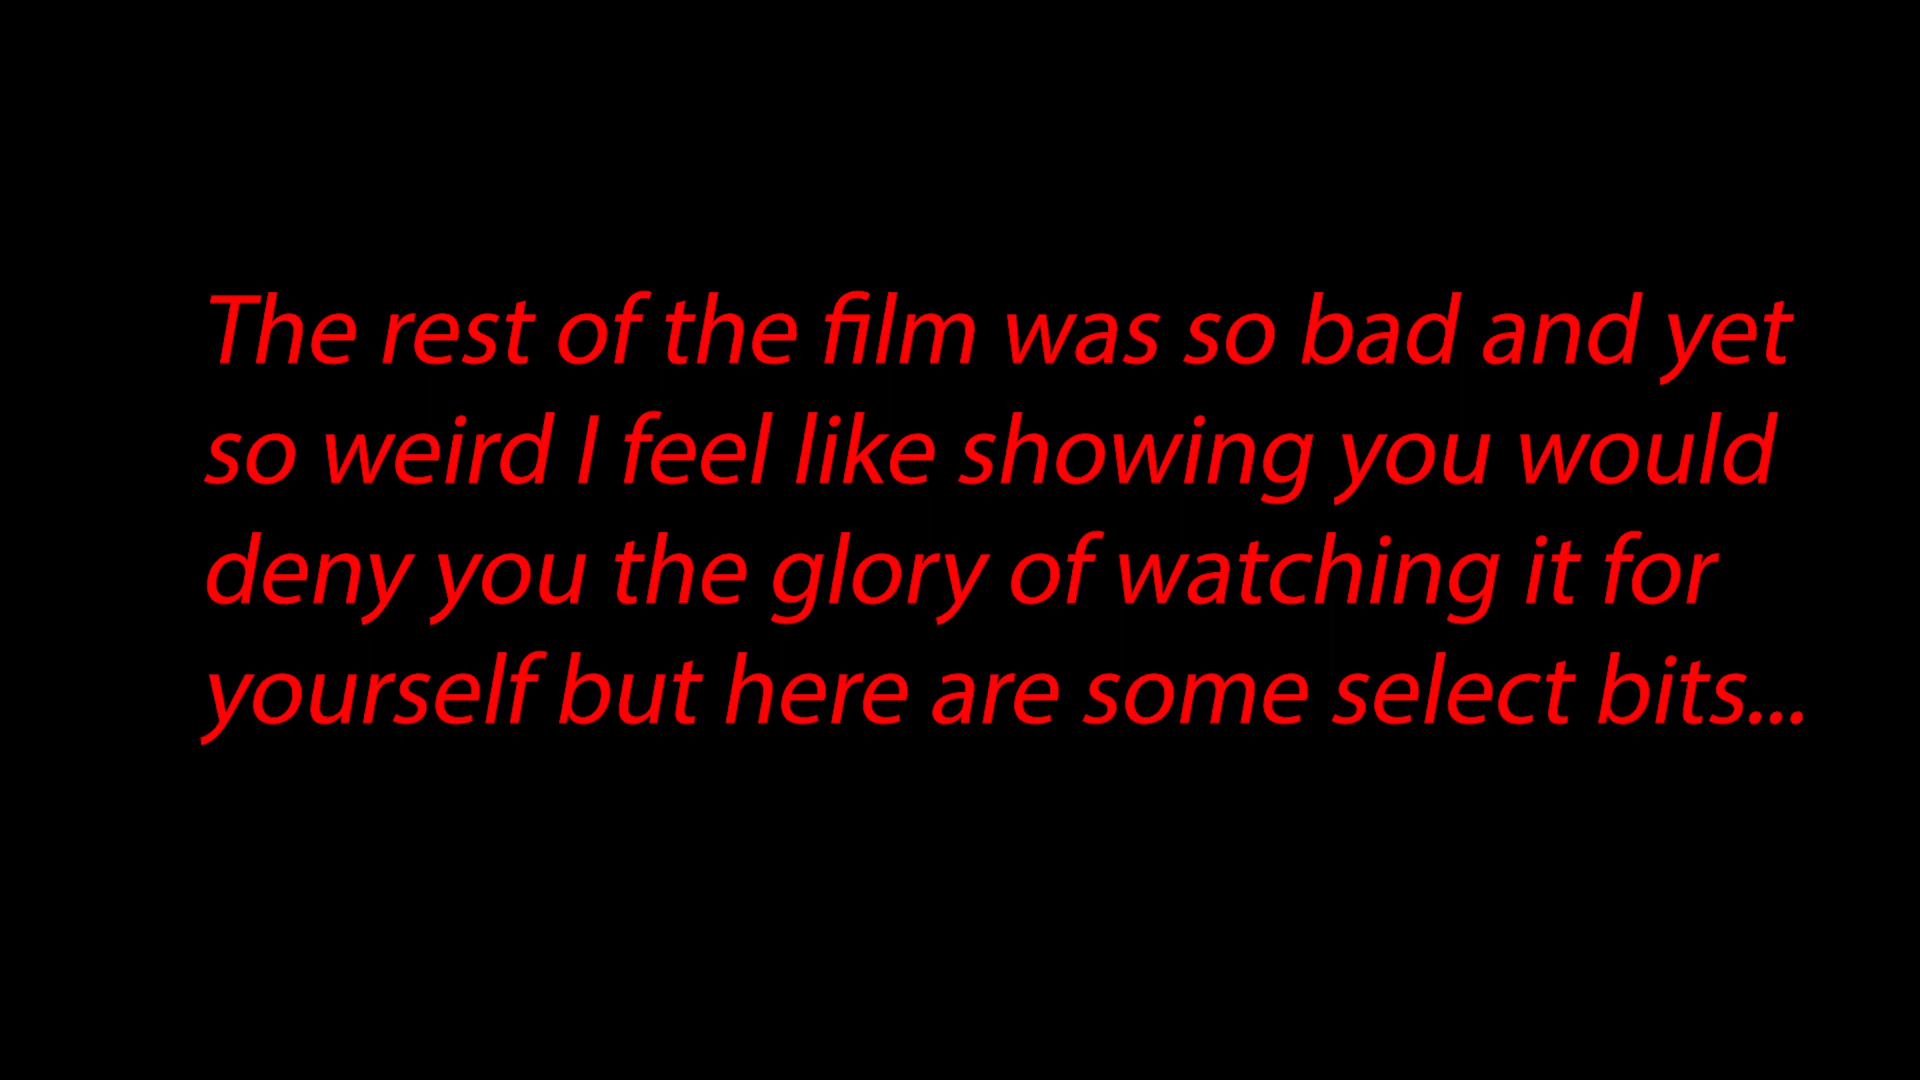 The rest of the film was so bad and yet
so weird I feel like showing you would
deny you the glory of watching it for
yourself but here are some select bits...